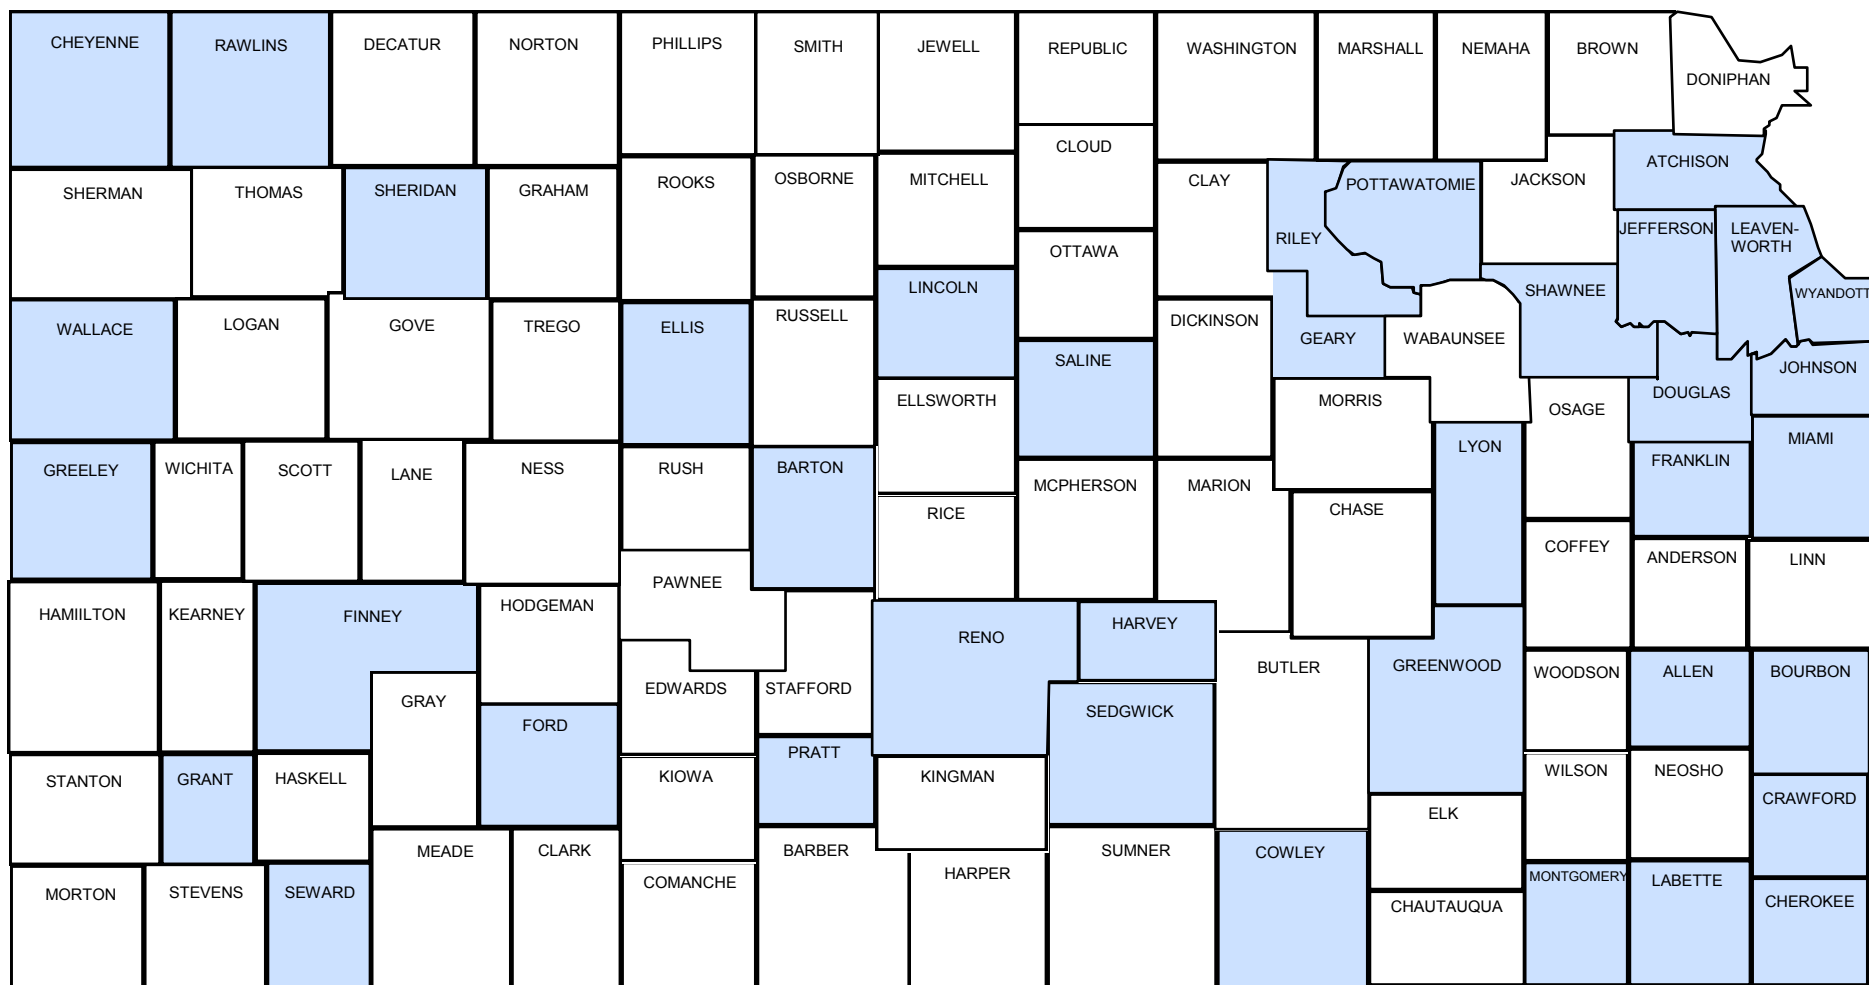 CHEYENNE
RAWLINS
DECATUR
NORTON
PHILLIPS
SMITH
JEWELL
REPUBLIC
WASHINGTON
MARSHALL
NEMAHA
BROWN
DONIPHAN
CLOUD
ATCHISON
SHERMAN
THOMAS
SHERIDAN
GRAHAM
ROOKS
OSBORNE
MITCHELL
CLAY
POTTAWATOMIE
JACKSON
RILEY
JEFFERSON
LEAVEN-
WORTH
OTTAWA
LINCOLN
SHAWNEE
WYANDOTT
WALLACE
LOGAN
GOVE
TREGO
ELLIS
RUSSELL
DICKINSON
GEARY
WABAUNSEE
SALINE
JOHNSON
DOUGLAS
ELLSWORTH
MORRIS
OSAGE
MIAMI
GREELEY
WICHITA
SCOTT
LANE
NESS
RUSH
BARTON
LYON
FRANKLIN
MCPHERSON
MARION
RICE
CHASE
COFFEY
ANDERSON
LINN
PAWNEE
HAMIILTON
KEARNEY
FINNEY
HODGEMAN
RENO
HARVEY
BUTLER
GREENWOOD
WOODSON
ALLEN
BOURBON
EDWARDS
STAFFORD
GRAY
FORD
SEDGWICK
PRATT
STANTON
GRANT
HASKELL
KIOWA
KINGMAN
WILSON
NEOSHO
CRAWFORD
ELK
MEADE
CLARK
BARBER
SUMNER
COWLEY
HARPER
COMANCHE
MORTON
STEVENS
SEWARD
CHAUTAUQUA
MONTGOMERY
LABETTE
CHEROKEE